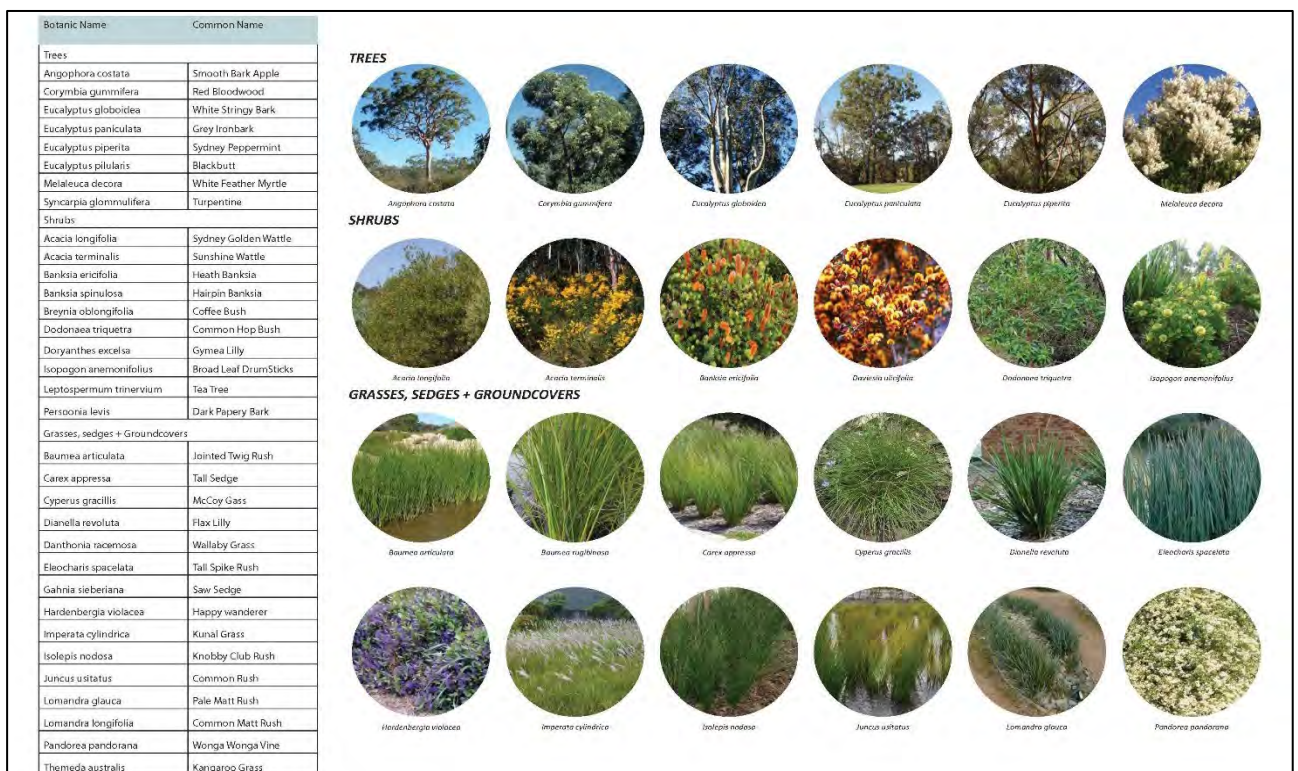 Botanic Name Common Name
Trees
Angophora costata Smooth Bark Apple
Corymbia gummifera Red Bloodwood
Eucalyptus globoidea White Stringy Bark
Eucalyptus paniculata Grey Ironbark
Eucalyptus piperita Sydney Peppermint
Eucalyptus pilularis Blackbutt
Melaleuca decora White Feather Myrtle
Syncarpia glommulifera Turpentine
Shrubs
Acacia longifolia Sydney Golden Wattle
Acacia terminalis Sunshine Wattle
Banksia ericifolia Heath Banksia
Banksia spinulosa Hairpin Banksia
Breynia oblongifolia Coffee Bush
Dodonaea triquetra Common Hop Bush
Doryanthes excelsa Gymea Lilly
Isopogon anemonifolius Broad Leaf DrumSticks
Leptospermum trinervium Tea Tree
Persoonia levis Dark Papery Bark
Grasses, sedges + Groundcovers
Baumea articulata Jointed Twig Rush
Carex appressa Tall Sedge
Cyperus gracillis McCoy Gass
Dianella revoluta Flax Lilly
Danthonia racemosa Wallaby Grass
Eleocharis spacelata Tall Spike Rush
Gahnia sieberiana Saw Sedge
Hardenbergia violacea Happy wanderer
Imperata cylindrica Kunal Grass
Isolepis nodosa Knobby Club Rush
Juncus usitatus Common Rush
Lomandra glauca Pale Matt Rush
Lomandra longifolia Common Matt Rush
Pandorea pandorana Wonga Wonga Vine
Themeda australis Kangaroo Grass
TREES
Angophora costata Corymbia gummifera Eucalyptus globoidea Eucalyptus paniculata Eucalyptus piperita Melaleuca decora
SHRUBS
Acacia longifolia Acacia terminalis Banksia ericifolia Daviesia ulicifolia Dodonaea triquetra Isopogon anemonifolius
GRASSES, SEDGES + GROUNDCOVERS
Baumea articulata Baumea rugibinosa Carex appressa Cyperus gracillis Dianella revoluta Eleocharis spacelata
Hardenbergia violacea Imperata cylindrica Isolepis nodosa Juncus usitatus Lomandra glauca Pandorea pandorana